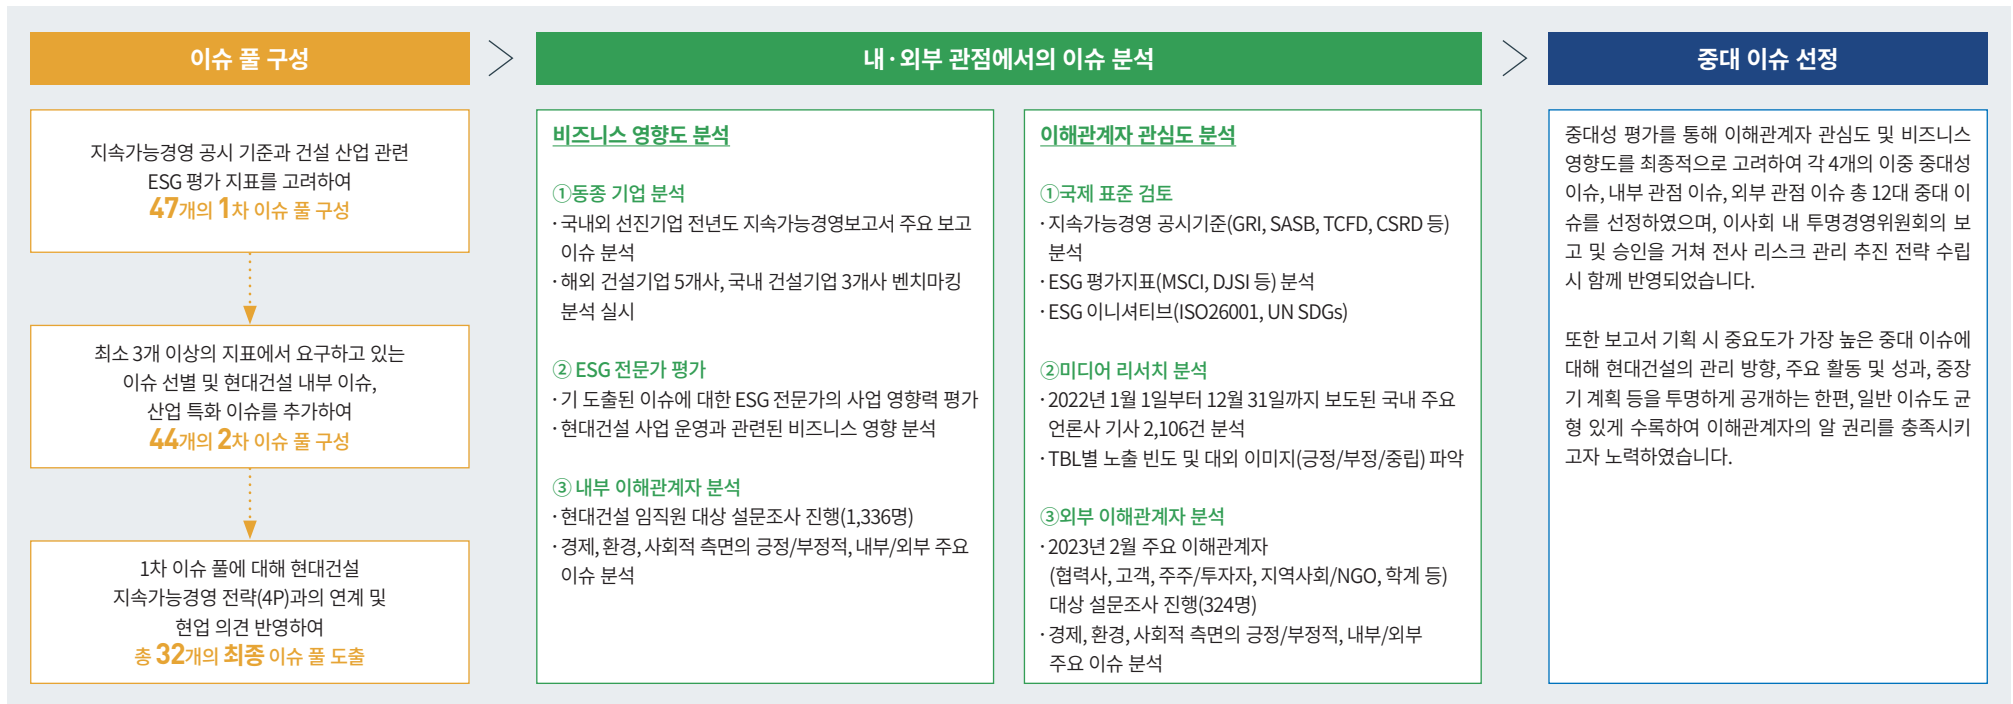 이슈 풀 구성
지속가능경영 공시 기준과 건설 산업 관련
ESG 평가 지표를 고려하여
47개의 1차 이슈 풀 구성
최소 3개 이상의 지표에서 요구하고 있는
이슈 선별 및 현대건설 내부 이슈,
산업 특화 이슈를 추가하여
44개의 2차 이슈 풀 구성
1차 이슈 풀에 대해 현대건설
지속가능경영 전략(4P)과의 연계 및
현업 의견 반영하여
총 32개의 최종 이슈 풀 도출
내·외부 관점에서의 이슈 분석
비즈니스 영향도 분석
①동종 기업 분석
·국내외 선진기업 전년도 지속가능경영보고서 주요 보고
이슈 분석
·해외 건설기업 5개사, 국내 건설기업 3개사 벤치마킹
분석 실시
② ESG 전문가 평가
·기 도출된 이슈에 대한 ESG 전문가의 사업 영향력 평가
·현대건설 사업 운영과 관련된 비즈니스 영향 분석
③ 내부 이해관계자 분석
·현대건설 임직원 대상 설문조사 진행(1,336명)
·경제, 환경, 사회적 측면의 긍정/부정적, 내부/외부 주요
이슈 분석
이해관계자 관심도 분석
①국제 표준 검토
·지속가능경영 공시기준(GRI, SASB, TCFD, CSRD 등)
분석
·ESG 평가지표(MSCI, DJSI 등) 분석
·ESG 이니셔티브(ISO26001, UN SDGs)
②미디어 리서치 분석
·2022년 1월 1일부터 12월 31일까지 보도된 국내 주요
언론사 기사 2,106건 분석
·TBL별 노출 빈도 및 대외 이미지(긍정/부정/중립) 파악
③외부 이해관계자 분석
·2023년 2월 주요 이해관계자
(협력사, 고객, 주주/투자자, 지역사회/NGO, 학계 등)
대상 설문조사 진행(324명)
·경제, 환경, 사회적 측면의 긍정/부정적, 내부/외부
주요 이슈 분석
중대 이슈 선정
중대성 평가를 통해 이해관계자 관심도 및 비즈니스
영향도를 최종적으로 고려하여 각 4개의 이중 중대성
이슈, 내부 관점 이슈, 외부 관점 이슈 총 12대 중대 이
슈를 선정하였으며, 이사회 내 투명경영위원회의 보
고 및 승인을 거쳐 전사 리스크 관리 추진 전략 수립
시 함께 반영되었습니다.
또한 보고서 기획 시 중요도가 가장 높은 중대 이슈에
대해 현대건설의 관리 방향, 주요 활동 및 성과, 중장
기 계획 등을 투명하게 공개하는 한편, 일반 이슈도 균
형 있게 수록하여 이해관계자의 알 권리를 충족시키
고자 노력하였습니다.